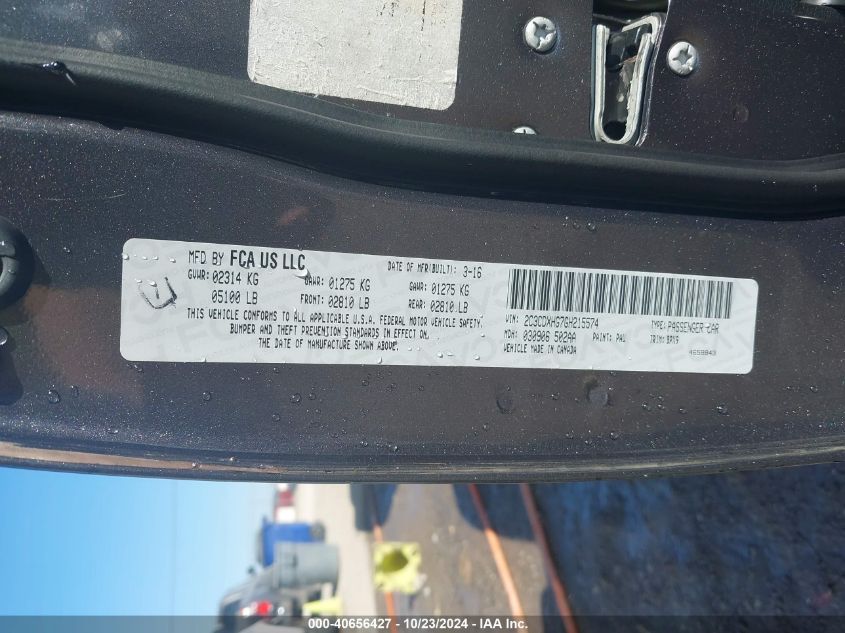 MFD BY FCA US LLC
DATE OF MFR(BUILT): 3-16
GVWR: 02314 KG GAWR: 01275 KG GAWR: 01275 KG
05100 LB FRONT: 02810 LB REAR: 02810 LB
THIS VEHICLE CONFORMS TO ALL APPLICABLE U.S.A. FEDERAL MOTOR VEHICLE SAFETY,
BUMPER AND THEFT PREVENTION STANDARDS IN EFFECT ON
THE DATE OF MANUFACTURE SHOWN ABOVE.
VIN: 2C3CDXHG7GH215574 TYPE: PASSENGER CAR
MDH: 030906 502AA PAINT: PAU TRIM: BPX9
VEHICLE MADE IN CANADA 4658843
000-40656427 - 10/23/2024 - IAA Inc.